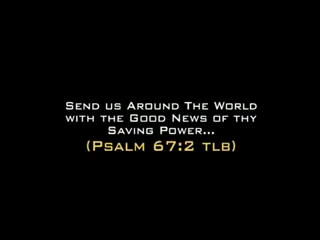 Send us Around The World
with the Good News of thy
Saving Power...
(Psalm 67:2 TLB)